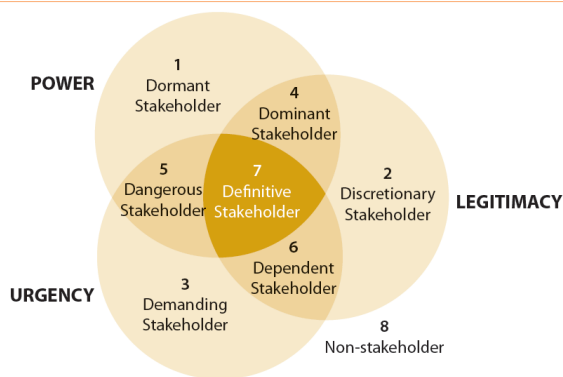 POWER
1
Dormant
Stakeholder
4
Dominant
Stakeholder
5
Dangerous
Stakeholder
7
Definitive
Stakeholder
2
Discretionary
Stakeholder
LEGITIMACY
6
Dependent
Stakeholder
URGENCY
3
Demanding
Stakeholder
8
Non-stakeholder